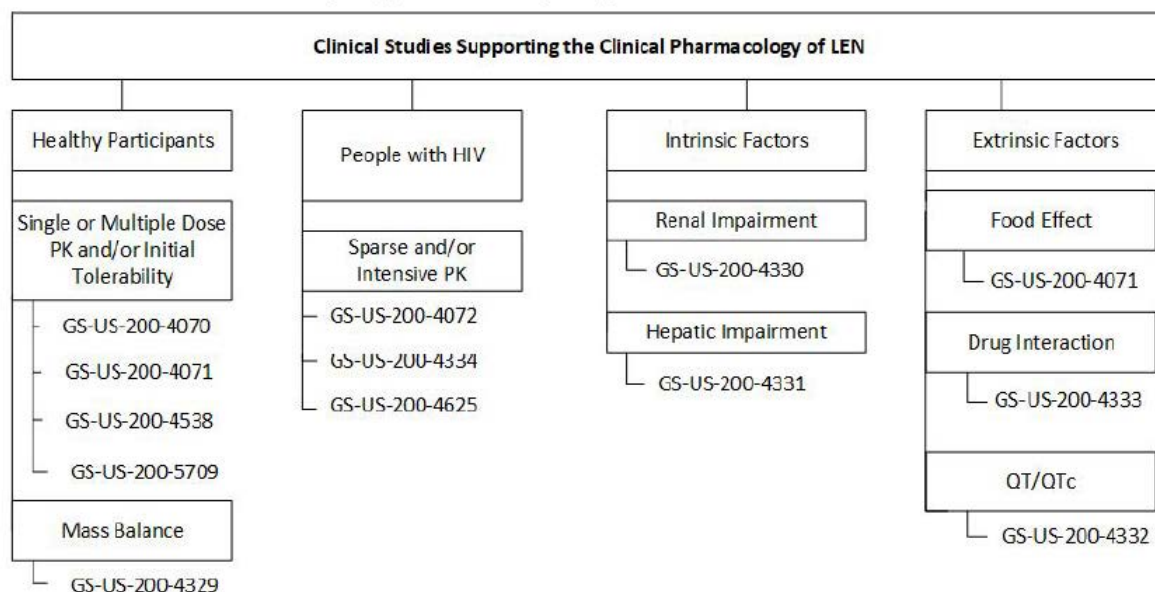 Clinical Studies Supporting the Clinical Pharmacology of LEN
Healthy Participants
Single or Multiple Dose
PK and/or Initial
Tolerability
GS-US-200-4070
GS-US-200-4071
GS-US-200-4538
GS-US-200-5709
Mass Balance
GS-US-200-4329
People with HIV
Sparse and/or
Intensive PK
GS-US-200-4072
GS-US-200-4334
GS-US-200-4625
Intrinsic Factors
Renal Impairment
GS-US-200-4330
Hepatic Impairment
GS-US-200-4331
Extrinsic Factors
Food Effect
GS-US-200-4071
Drug Interaction
GS-US-200-4333
QT/QTc
GS-US-200-4332